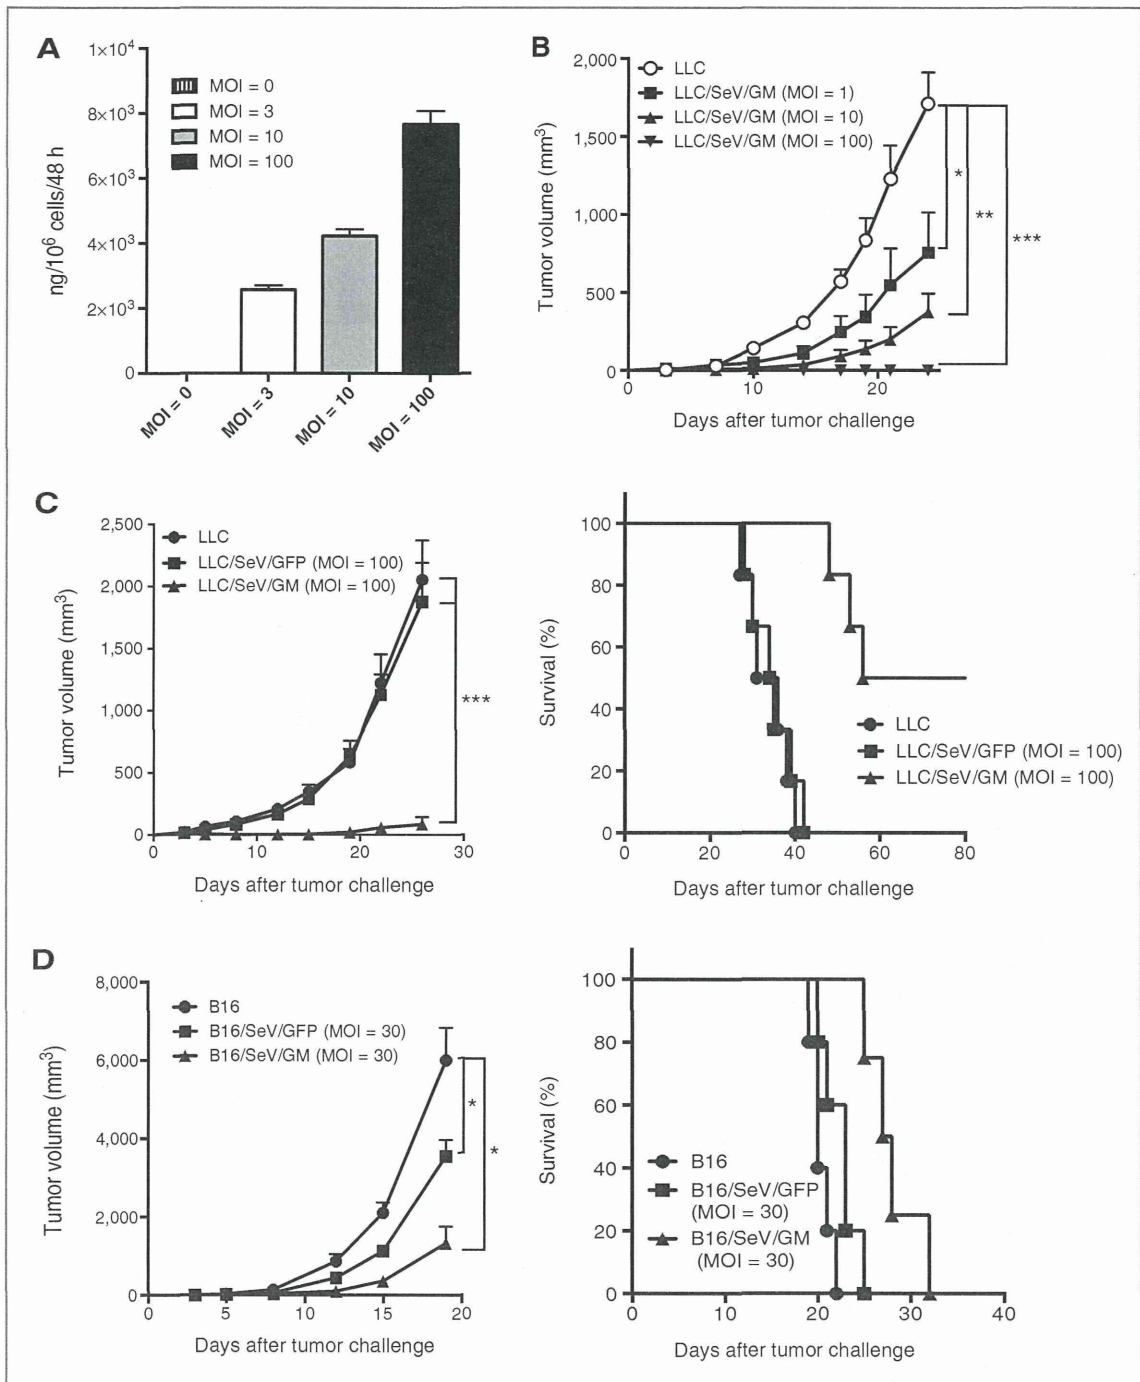 A
1×10⁴
8×10³
6×10³
4×10³
2×10³
0
ng/10⁶ cells/48 h
MOI = 0
MOI = 3
MOI = 10
MOI = 100
MOI = 0
MOI = 3
MOI = 10
MOI = 100
B
2,000
1,500
1,000
500
0
Tumor volume (mm³)
LLC
LLC/SeV/GM (MOI = 1)
LLC/SeV/GM (MOI = 10)
LLC/SeV/GM (MOI = 100)
*
**
***
0 10 20
Days after tumor challenge
C
2,500
2,000
1,500
1,000
500
0
Tumor volume (mm³)
LLC
LLC/SeV/GFP (MOI = 100)
LLC/SeV/GM (MOI = 100)
***
0 10 20 30
Days after tumor challenge
100
80
60
40
20
0
Survival (%)
LLC
LLC/SeV/GFP (MOI = 100)
LLC/SeV/GM (MOI = 100)
0 20 40 60 80
Days after tumor challenge
D
8,000
6,000
4,000
2,000
0
Tumor volume (mm³)
B16
B16/SeV/GFP (MOI = 30)
B16/SeV/GM (MOI = 30)
*
*
0 5 10 15 20
Days after tumor challenge
100
80
60
40
20
0
Survival (%)
B16
B16/SeV/GFP
(MOI = 30)
B16/SeV/GM
(MOI = 30)
0 10 20 30 40
Days after tumor challenge